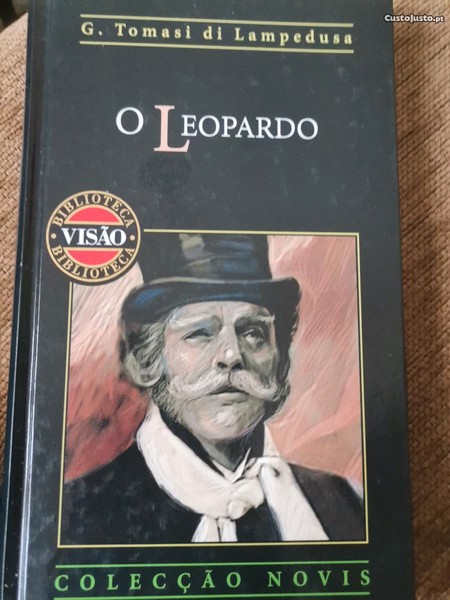 CustoJusto.pt
G. Tomasi di Lampedusa
O LEOPARDO
BIBLIOTECA
VISÃO
BIBLIOTECA
COLECÇÃO NOVIS